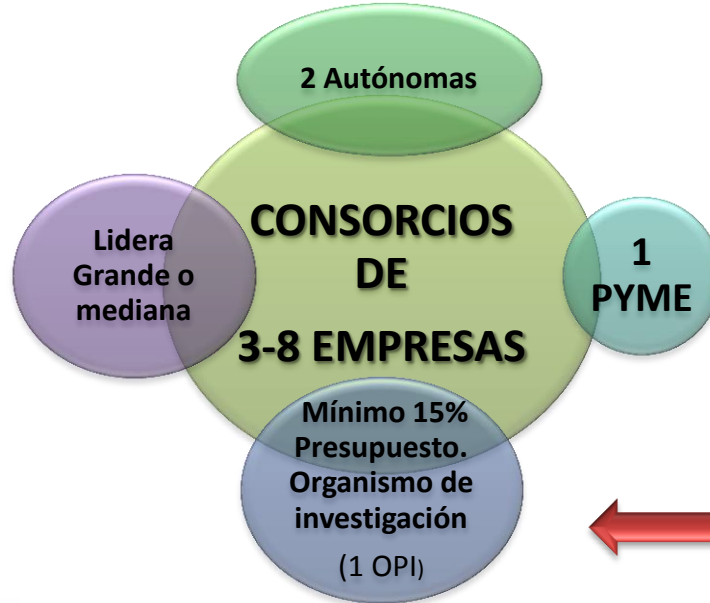 2 Autónomas
CONSORCIOS
DE
3-8 EMPRESAS
Lidera
Grande o
mediana
1
PYME
Mínimo 15%
Presupuesto.
Organismo de
investigación
(1 OPI)